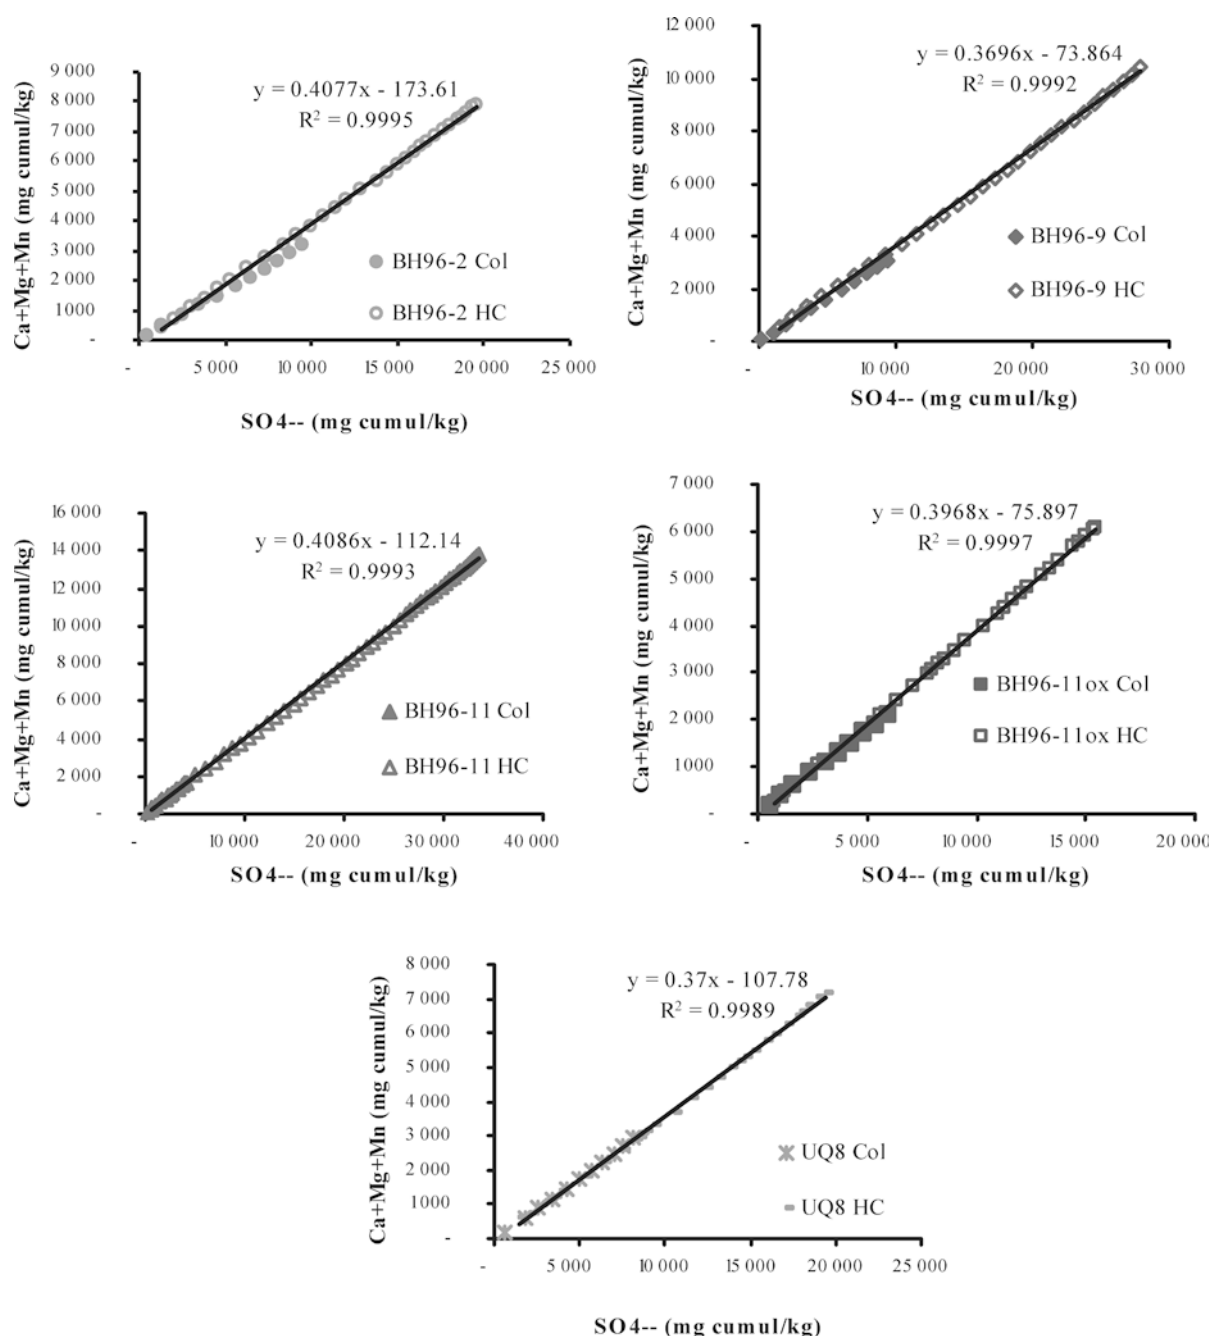 Ca+Mg+Mn (mg cumul/kg)
9 000
8 000
7 000
6 000
5 000
4 000
3 000
2 000
1000
-
y = 0.4077x - 173.61
R² = 0.9995
BH96-2 Col
BH96-2 HC
- 5 000 10 000 15 000 20 000 25 000
SO4-- (mg cumul/kg)
Ca+Mg+Mn (mg cumul/kg)
12 000
10 000
8 000
6 000
4 000
2 000
-
y = 0.3696x - 73.864
R² = 0.9992
BH96-9 Col
BH96-9 HC
- 10 000 20 000 30 000
SO4-- (mg cumul/kg)
Ca+Mg+Mn (mg cumul/kg)
16 000
14 000
12 000
10 000
8 000
6 000
4 000
2 000
-
y = 0.4086x - 112.14
R² = 0.9993
BH96-11 Col
BH96-11 HC
- 10 000 20 000 30 000 40 000
SO4-- (mg cumul/kg)
Ca+Mg+Mn (mg cumul/kg)
7 000
6 000
5 000
4 000
3 000
2 000
1000
-
y = 0.3968x - 75.897
R² = 0.9997
BH96-11ox Col
BH96-11ox HC
- 5 000 10 000 15 000 20 000
SO4-- (mg cumul/kg)
Ca+Mg+Mn (mg cumul/kg)
8 000
7 000
6 000
5 000
4 000
3 000
2 000
1000
-
y = 0.37x - 107.78
R² = 0.9989
UQ8 Col
UQ8 HC
- 5 000 10 000 15 000 20 000 25 000
SO4-- (mg cumul/kg)